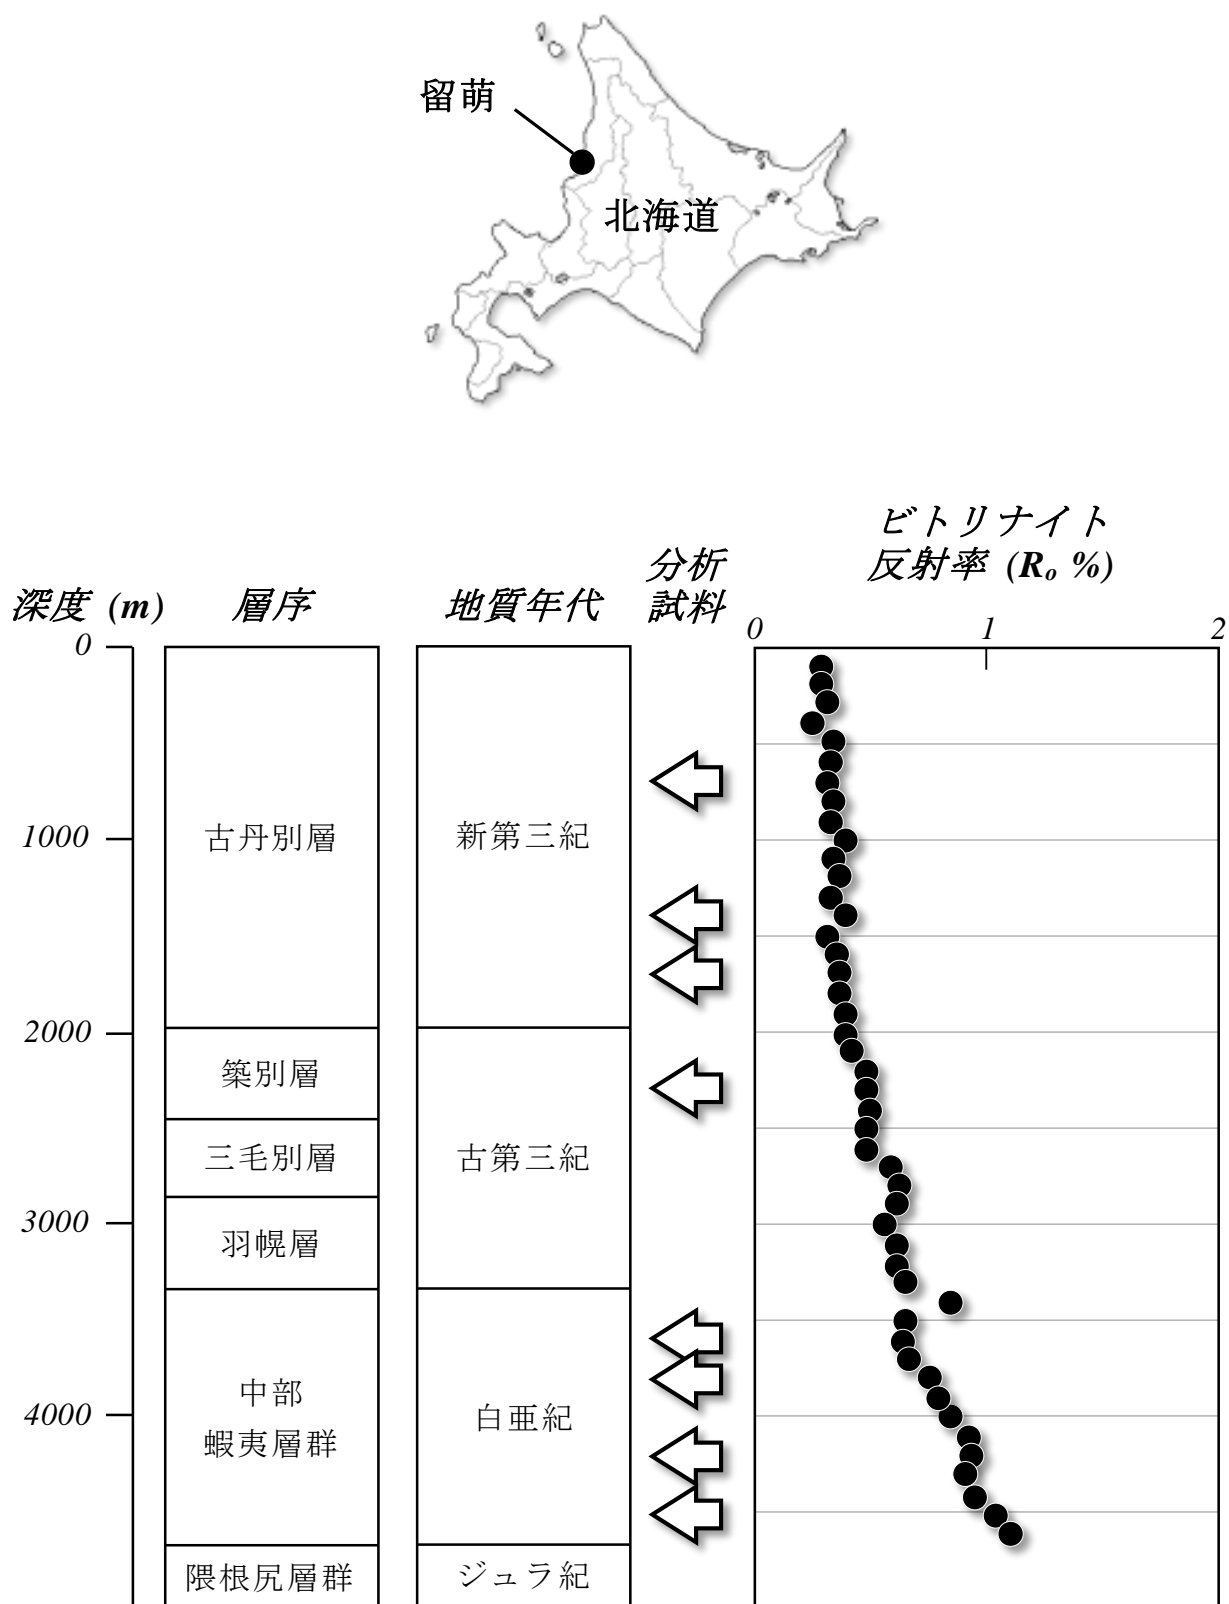 留萌
北海道
ビトリナイト
反射率 (Ro %)
分析
試料
深度 (m)
層序
地質年代
0
1
2
0
1000
2000
3000
4000
古丹別層
築別層
三毛別層
羽幌層
中部
蝦夷層群
隈根尻層群
新第三紀
古第三紀
白亜紀
ジュラ紀